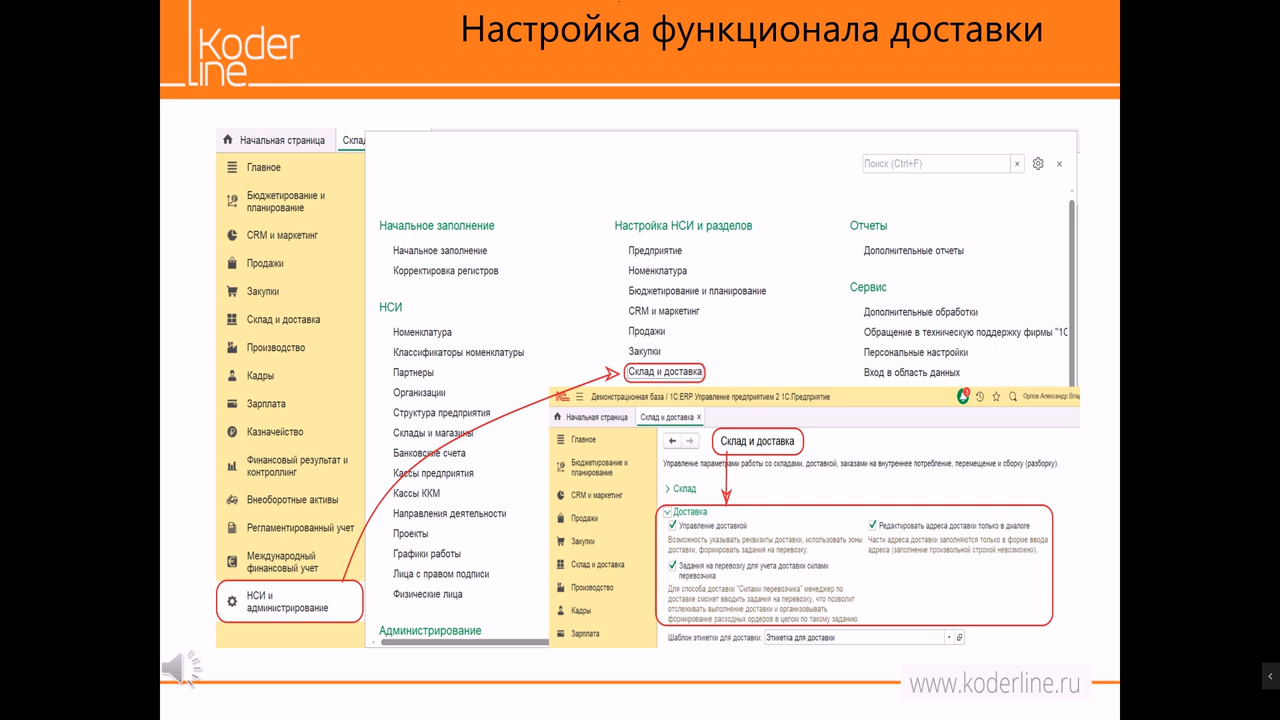 Koder
line
Настройка функционала доставки
Начальная страница
Склад
Главное
Бюджетирование и
планирование
CRM и маркетинг
Продажи
Закупки
Склад и доставка
Производство
Кадры
Зарплата
Казначейство
Финансовый результат и
контроллинг
Внеоборотные активы
Регламентированный учет
Международный
финансовый учет
НСИ и
администрирование
Поиск (Ctrl+F)
Начальное заполнение
Начальное заполнение
Корректировка регистров
НСИ
Номенклатура
Классификаторы номенклатуры
Партнеры
Организации
Структура предприятия
Склады и магазины
Банковские счета
Кассы предприятия
Кассы ККМ
Направления деятельности
Проекты
Графики работы
Лица с правом подписи
Физические лица
Администрирование
Настройка НСИ и разделов
Предприятие
Номенклатура
Бюджетирование и планирование
CRM и маркетинг
Продажи
Закупки
Склад и доставка
Отчеты
Дополнительные отчеты
Сервис
Дополнительные обработки
Обращение в техническую поддержку фирмы "1С
Персональные настройки
Вход в область данных
Демонстрационная база / 1С:ERP Управление предприятием 2 1С:Предприятие
Орлов Александр Влад
Начальная страница
Склад и доставка ×
Главное
Бюджетирование и
планирование
CRM и маркетинг
Продажи
Закупки
Склад и доставка
Производство
Кадры
Зарплата
Склад и доставка
Управление параметрами работы со складами, доставкой, заказами на внутреннее потребление, перемещение и сборку (разборку).
Склад
Доставка
Управление доставкой
Возможность указывать реквизиты доставки, использовать зоны
доставки, формировать задания на перевозку.
Задания на перевозку для учета доставки силами
перевозчика
Для способа доставки "Силами перевозчика" менеджер по
доставке сможет вводить задания на перевозку, что позволит
отслеживать выполнение доставки и организовывать
формирование расходных ордеров в целом по такому заданию.
Редактировать адреса доставки только в диалоге
Части адреса доставки заполняются только в форме ввода
адреса (заполнение произвольной строкой невозможно).
Шаблон этикетки для доставки: Этикетка для доставки
www.koderline.ru